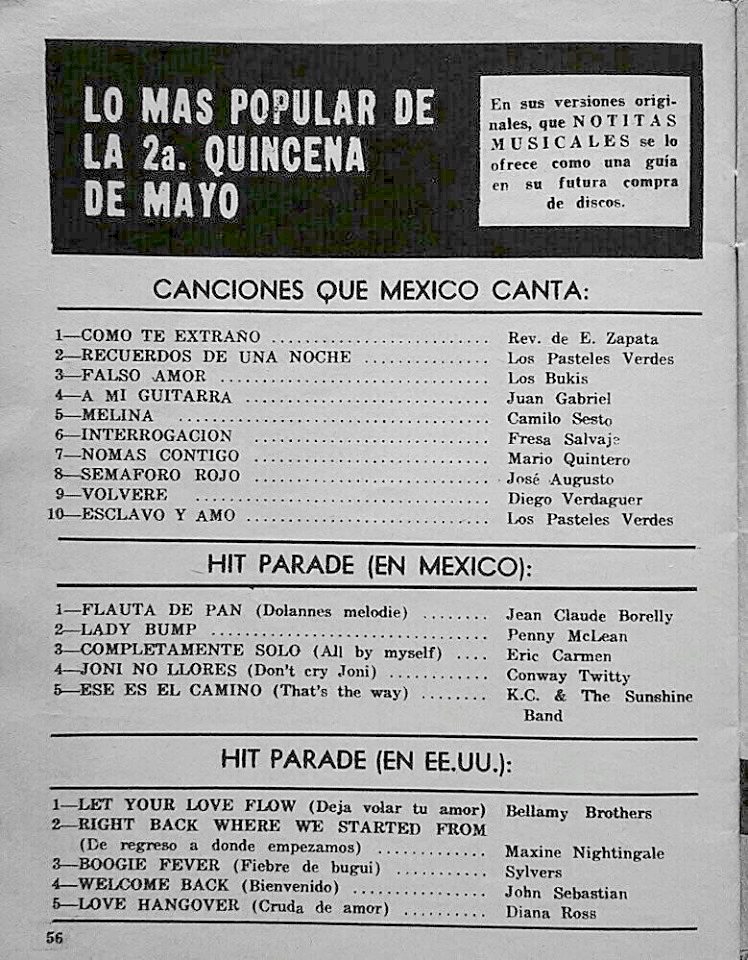 LO MAS POPULAR DE
LA 2a. QUINCENA
DE MAYO
En sus versiones origi-
nales, que NOTITAS
MUSICALES se lo
ofrece como una guía
en su futura compra
de discos.
CANCIONES QUE MEXICO CANTA:
1—COMO TE EXTRAÑO ........................ Rev. de E. Zapata
2—RECUERDOS DE UNA NOCHE .............. Los Pasteles Verdes
3—FALSO AMOR .............................. Los Bukis
4—A MI GUITARRA ........................... Juan Gabriel
5—MELINA .................................. Camilo Sesto
6—INTERROGACION .......................... Fresa Salvaje
7—NOMAS CONTIGO .......................... Mario Quintero
8—SEMAFORO ROJO .......................... José Augusto
9—VOLVERE ................................ Diego Verdaguer
10—ESCLAVO Y AMO ........................... Los Pasteles Verdes
HIT PARADE (EN MEXICO):
1—FLAUTA DE PAN (Dolannes melodie) ........ Jean Claude Borelly
2—LADY BUMP ............................... Penny McLean
3—COMPLETAMENTE SOLO (All by myself) .... Eric Carmen
4—JONI NO LLORES (Don't cry Joni) ............ Conway Twitty
5—ESE ES EL CAMINO (That's the way) ........ K.C. & The Sunshine
Band
HIT PARADE (EN EE.UU.):
1—LET YOUR LOVE FLOW (Deja volar tu amor) Bellamy Brothers
2—RIGHT BACK WHERE WE STARTED FROM
(De regreso a donde empezamos) ............ Maxine Nightingale
3—BOOGIE FEVER (Fiebre de bugui) ........... Sylvers
4—WELCOME BACK (Bienvenido) ................ John Sebastian
5—LOVE HANGOVER (Cruda de amor) .......... Diana Ross
56